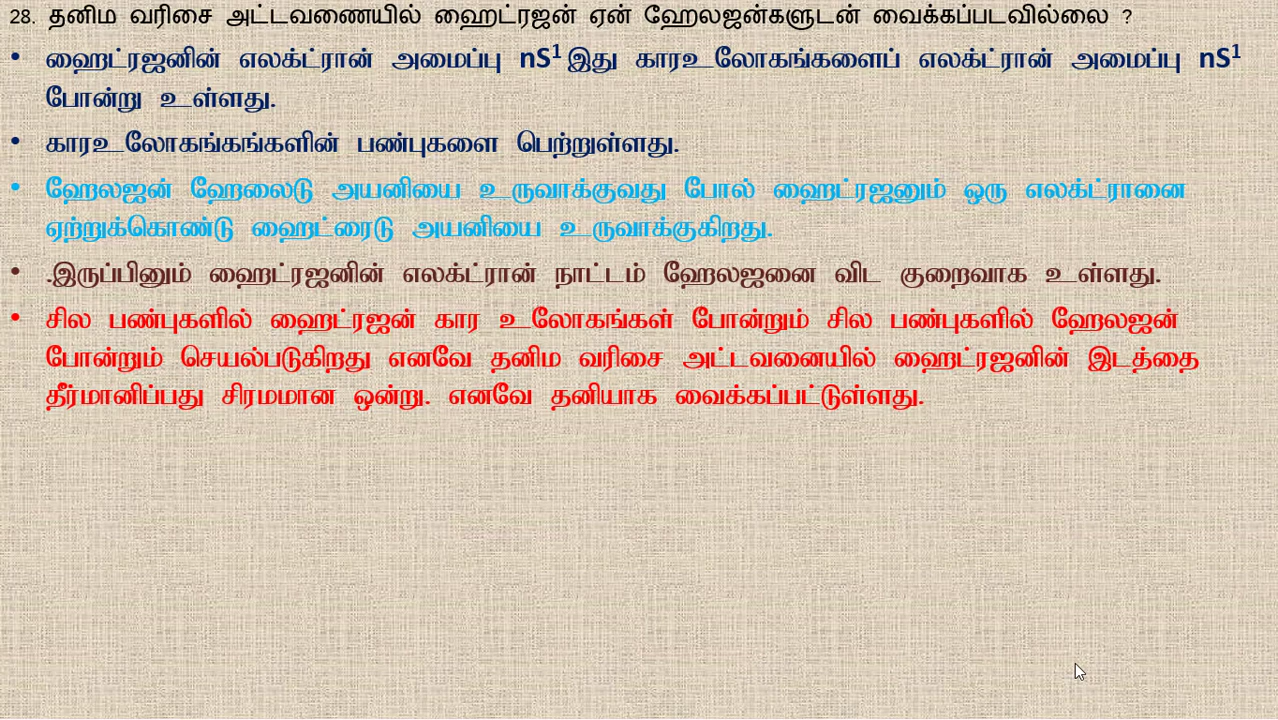 28. தனிம வரிசை அட்டவணையில் ஹைட்ரஜன் ஏன் ஹேலஜன்களுடன் வைக்கப்படவில்லை ?
• ஹைட்ரஜனின் எலக்ட்ரான் அமைப்பு nS¹ இது காரஉலோகங்களைப் எலக்ட்ரான் அமைப்பு nS¹
போன்று உள்ளது.
• காரஉலோகங்கங்களின் பண்புகளை பெற்றுள்ளது.
• ஹேலஜன் ஹேலைடு அயனியை உருவாக்குவது போல் ஹைட்ரஜனும் ஒரு எலக்ட்ரானை
ஏற்றுக்கொண்டு ஹைட்ரைடு அயனியை உருவாக்குகிறது.
• .இருப்பினும் ஹைட்ரஜனின் எலக்ட்ரான் நாட்டம் ஹேலஜனை விட குறைவாக உள்ளது.
• சில பண்புகளில் ஹைட்ரஜன் கார உலோகங்கள் போன்றும் சில பண்புகளில் ஹேலஜன்
போன்றும் செயல்படுகிறது எனவே தனிம வரிசை அட்டவனையில் ஹைட்ரஜனின் இடத்தை
தீர்மானிப்பது சிரமமான ஒன்று. எனவே தனியாக வைக்கப்பட்டுள்ளது.